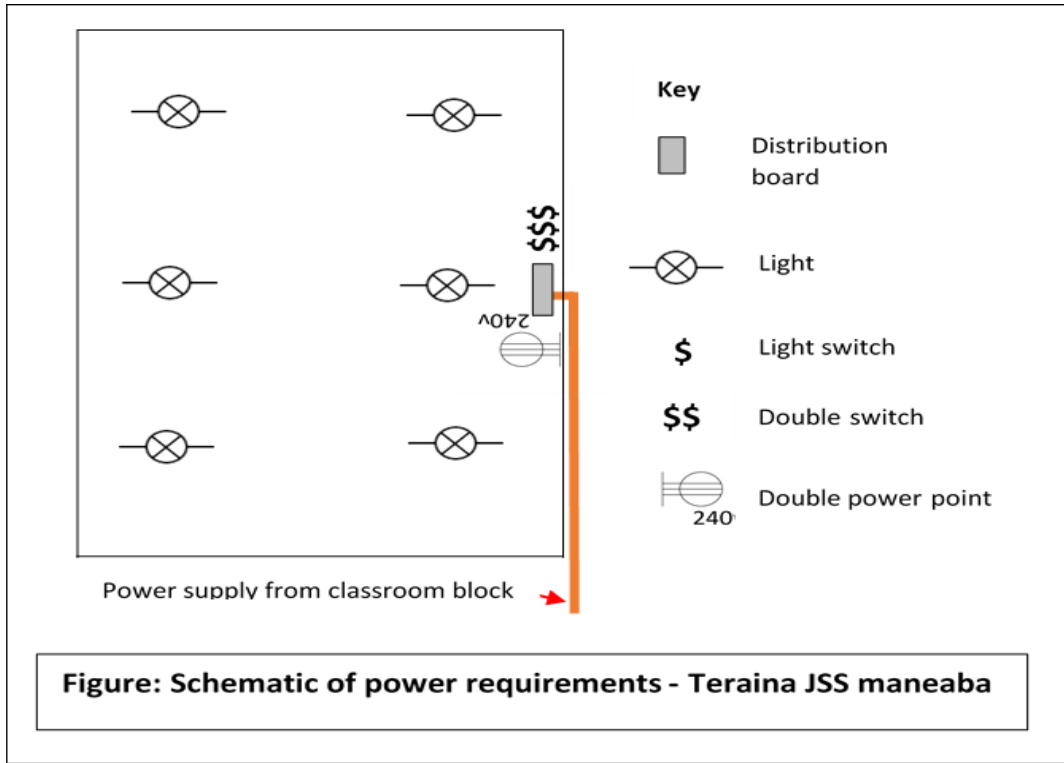 Key
Distribution
board
Light
$$$
240v
$ Light switch
$$ Double switch
Double power point
240
Power supply from classroom block
Figure: Schematic of power requirements - Teraina JSS maneaba